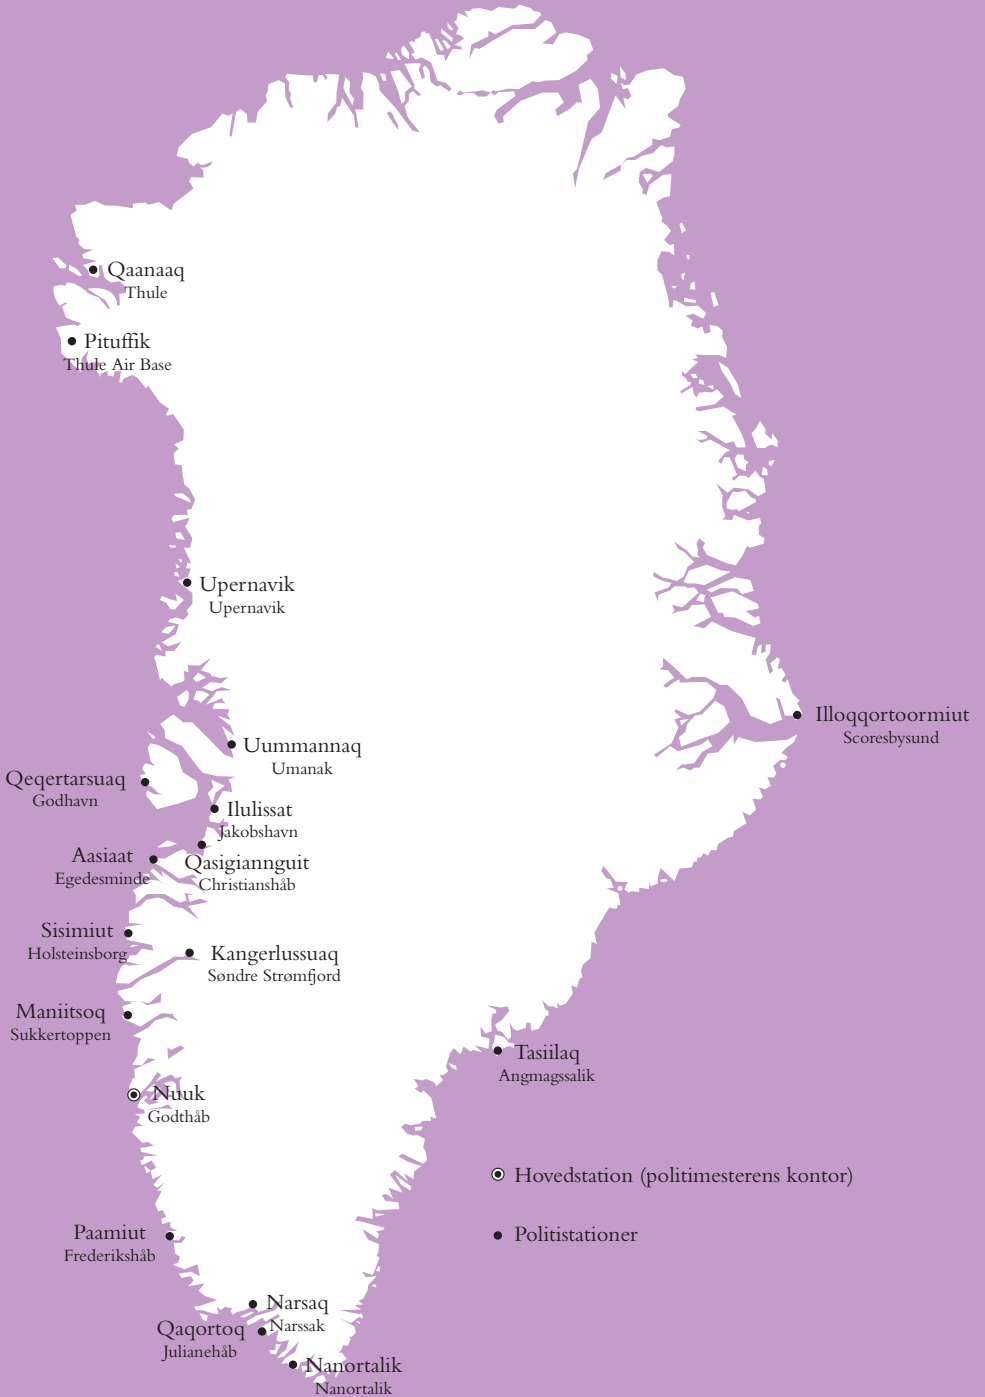 Qaanaaq
Thule
Pituffik
Thule Air Base
Upernavik
Upernavik
Illoqqortoormiut
Scoresbysund
Uummannaq
Umanak
Qeqertarsuaq
Godhavn
Ilulissat
Jakobshavn
Aasiaat
Egedesminde
Qasigiannguit
Christianshåb
Sisimiut
Holsteinsborg
Kangerlussuaq
Søndre Strømfjord
Maniitsoq
Sukkertoppen
Tasiilaq
Angmagssalik
Nuuk
Godthåb
Hovedstation (politimesterens kontor)
Politistationer
Paamiut
Frederikshåb
Narsaq
Narssak
Qaqortoq
Julianehåb
Nanortalik
Nanortalik